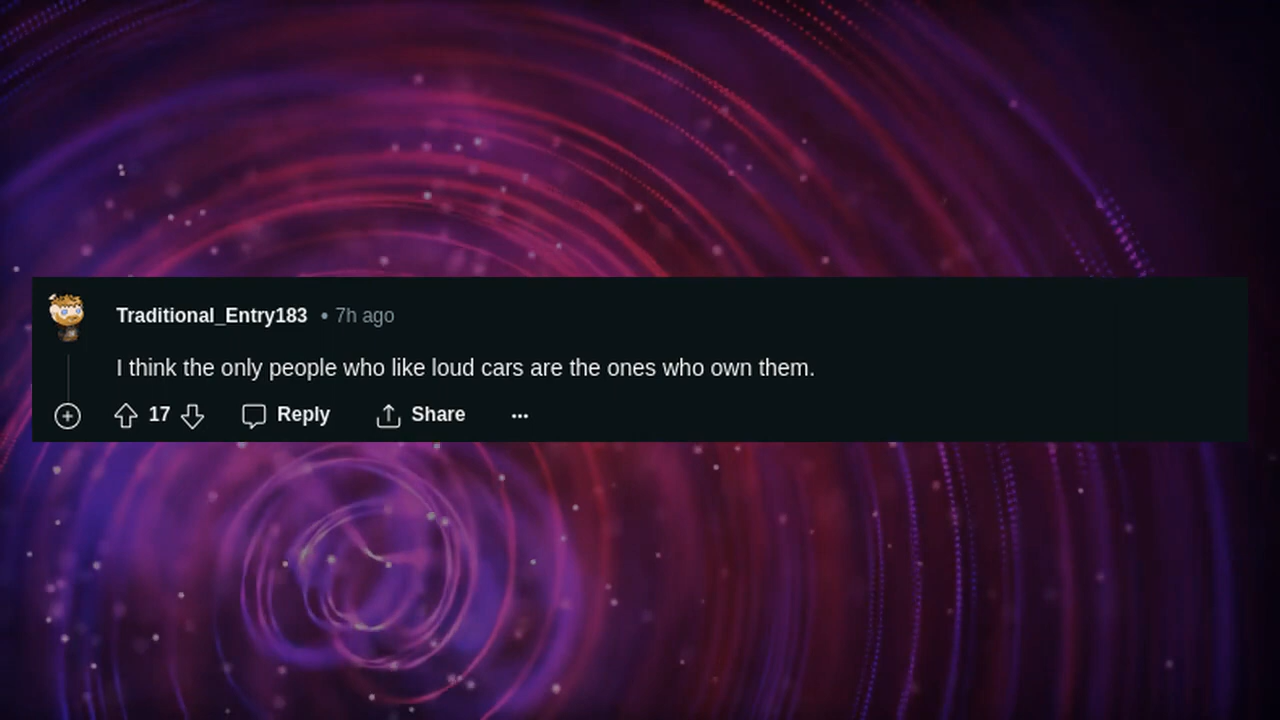 Traditional_Entry183 • 7h ago
I think the only people who like loud cars are the ones who own them.
17 Reply Share ...